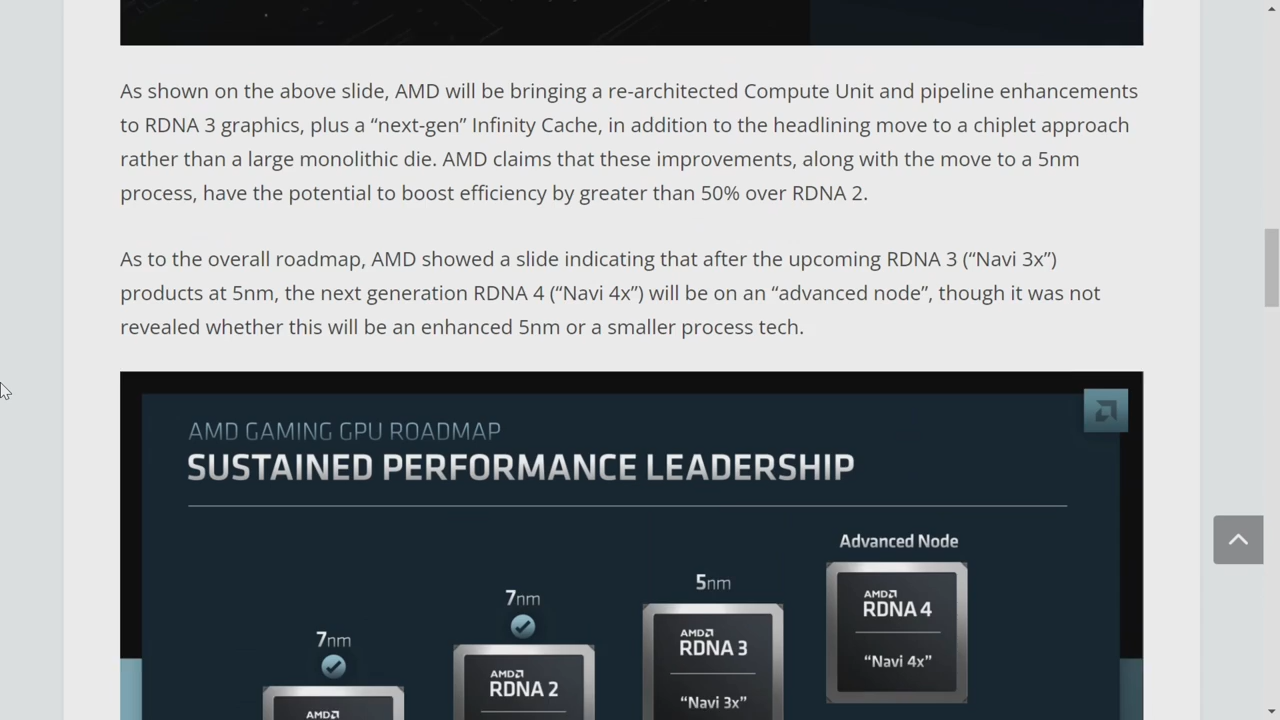 As shown on the above slide, AMD will be bringing a re-architected Compute Unit and pipeline enhancements
to RDNA 3 graphics, plus a “next-gen” Infinity Cache, in addition to the headlining move to a chiplet approach
rather than a large monolithic die. AMD claims that these improvements, along with the move to a 5nm
process, have the potential to boost efficiency by greater than 50% over RDNA 2.
As to the overall roadmap, AMD showed a slide indicating that after the upcoming RDNA 3 (“Navi 3x”)
products at 5nm, the next generation RDNA 4 (“Navi 4x”) will be on an “advanced node”, though it was not
revealed whether this will be an enhanced 5nm or a smaller process tech.
AMD GAMING GPU ROADMAP
SUSTAINED PERFORMANCE LEADERSHIP
Advanced Node
5nm
7nm
7nm
AMD
RDNA 4
“Navi 4x”
AMD
RDNA 3
“Navi 3x”
AMD
RDNA 2
AMD